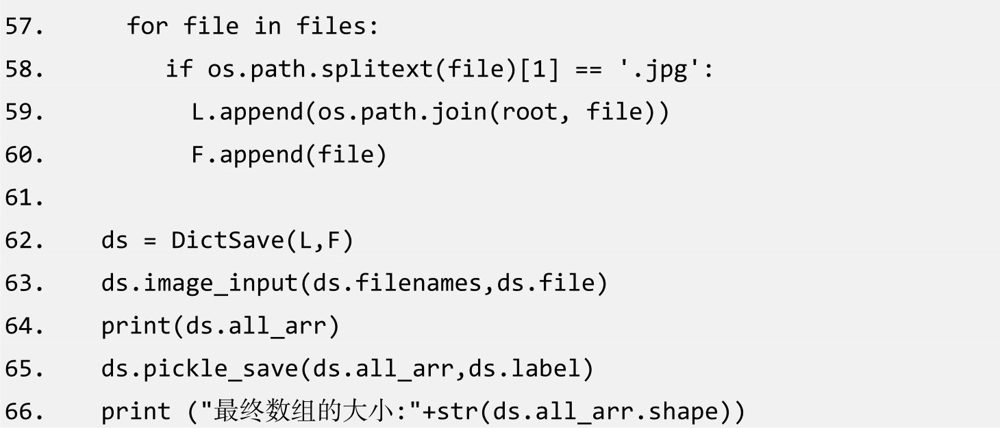 57.      for file in files:
58.         if os.path.splitext(file)[1] == '.jpg':
59.           L.append(os.path.join(root, file))
60.           F.append(file)
61.
62.    ds = DictSave(L,F)
63.    ds.image_input(ds.filenames,ds.file)
64.    print(ds.all_arr)
65.    ds.pickle_save(ds.all_arr,ds.label)
66.    print ("最终数组的大小:"+str(ds.all_arr.shape))